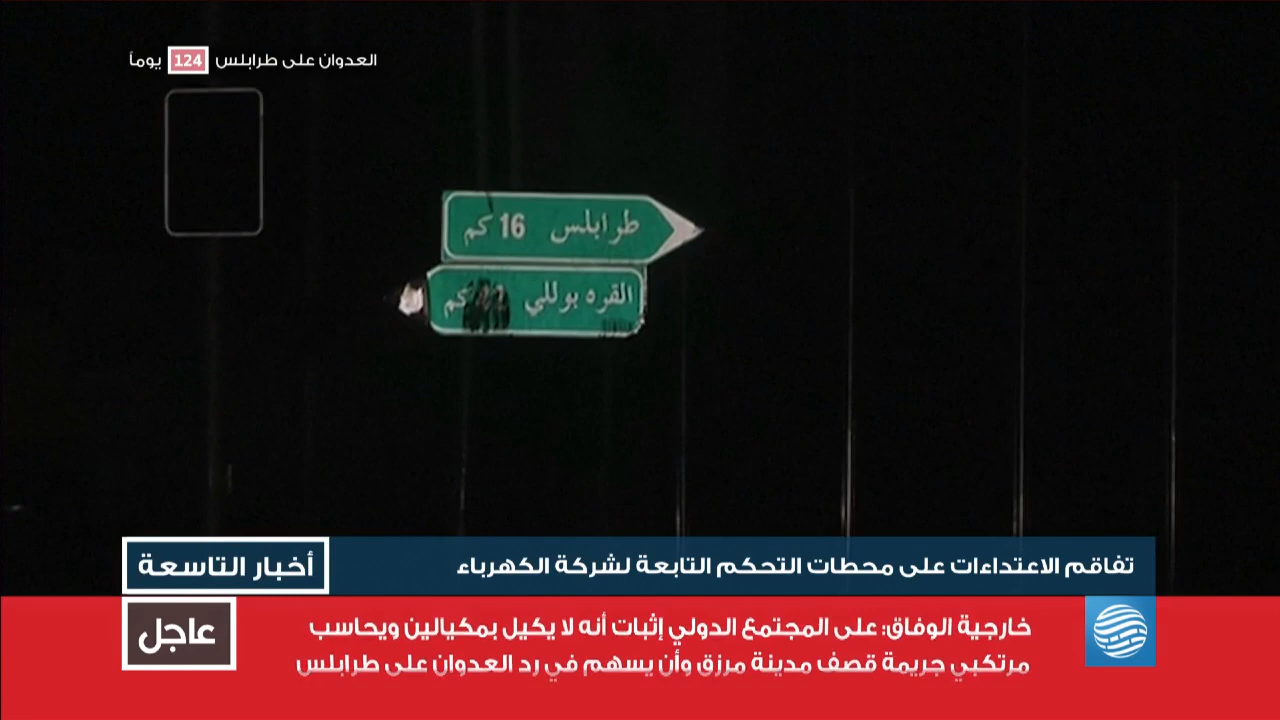 العدوان على طرابلس 124 يوماً
طرابلس 16 كم
القره بوللي كم
تفاقم الاعتداءات على محطات التحكم التابعة لشركة الكهرباء
أخبار التاسعة
عاجل
خارجية الوفاق: على المجتمع الدولي إثبات أنه لا يكيل بمكيالين ويحاسب
مرتكبي جريمة قصف مدينة مرزق وأن يسهم في رد العدوان على طرابلس